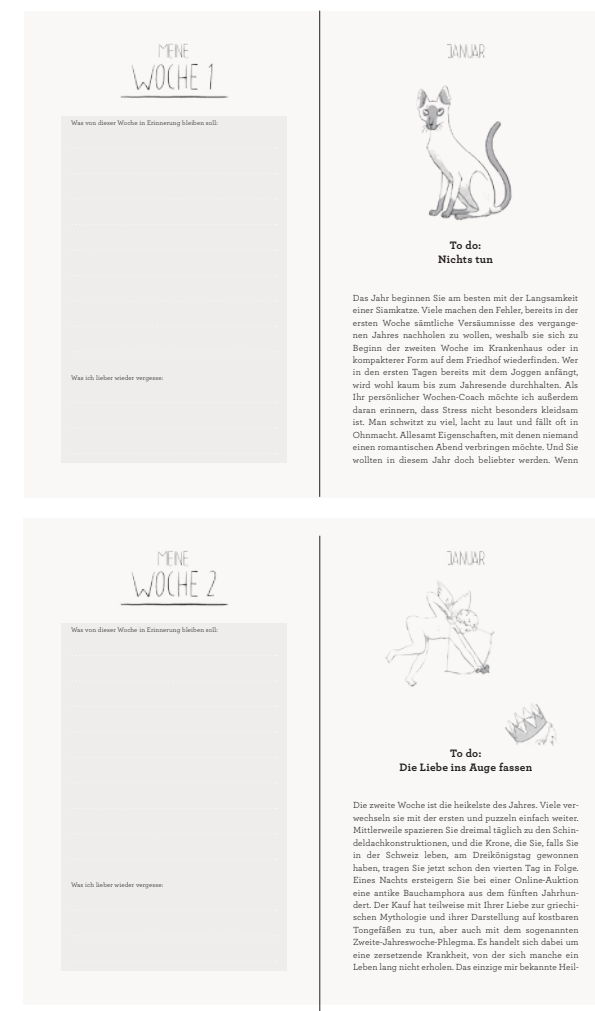 MEINE
WOCHE 1
Was von dieser Woche in Erinnerung bleiben soll:
Was ich lieber wieder vergesse:
JANUAR
To do:
Nichts tun
Das Jahr beginnen Sie am besten mit der Langsamkeit
einer Siamkatze. Viele machen den Fehler, bereits in der
ersten Woche sämtliche Versäumnisse des vergange-
nen Jahres nachholen zu wollen, weshalb sie sich zu
Beginn der zweiten Woche im Krankenhaus oder in
kompakterer Form auf dem Friedhof wiederfinden. Wer
in den ersten Tagen bereits mit dem Joggen anfängt,
wird wohl kaum bis zum Jahresende durchhalten. Als
Ihr persönlicher Wochen-Coach möchte ich außerdem
daran erinnern, dass Stress nicht besonders kleidsam
ist. Man schwitzt zu viel, lacht zu laut und fällt oft in
Ohnmacht. Allesamt Eigenschaften, mit denen niemand
einen romantischen Abend verbringen möchte. Und Sie
wollten in diesem Jahr doch beliebter werden. Wenn
MEINE
WOCHE 2
Was von dieser Woche in Erinnerung bleiben soll:
Was ich lieber wieder vergesse:
JANUAR
To do:
Die Liebe ins Auge fassen
Die zweite Woche ist die heikelste des Jahres. Viele ver-
wechseln sie mit der ersten und puzzeln einfach weiter.
Mittlerweile spazieren Sie dreimal täglich zu den Schin-
deldachkonstruktionen, und die Krone, die Sie, falls Sie
in der Schweiz leben, am Dreikönigstag gewonnen
haben, tragen Sie jetzt schon den vierten Tag in Folge.
Eines Nachts ersteigern Sie bei einer Online-Auktion
eine antike Bauchamphora aus dem fünften Jahrhun-
dert. Der Kauf hat teilweise mit Ihrer Liebe zur griechi-
schen Mythologie und ihrer Darstellung auf kostbaren
Tongefäßen zu tun, aber auch mit dem sogenannten
Zweite-Jahreswoche-Phlegma. Es handelt sich dabei um
eine zersetzende Krankheit, von der sich manche ein
Leben lang nicht erholen. Das einzige mir bekannte Heil-